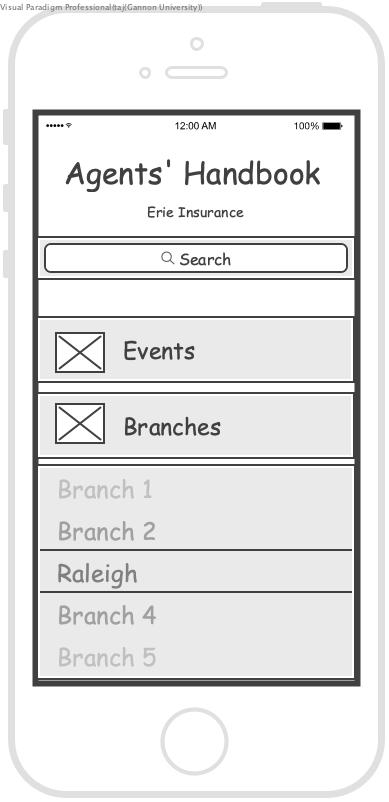 Visual Paradigm Professional(taj(Gannon University))
12:00 AM 100%
Agents' Handbook
Erie Insurance
Search
Events
Branches
Branch 1
Branch 2
Raleigh
Branch 4
Branch 5